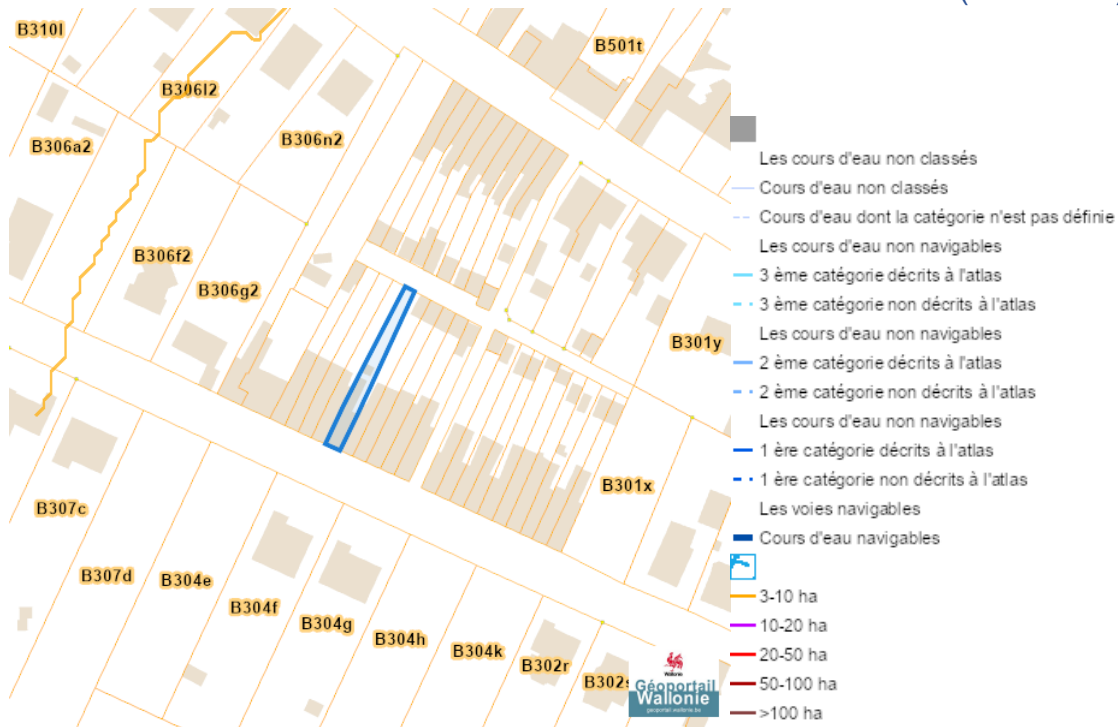 B310l
B501t
B306l2
B306n2
B306a2
B306f2
B306g2
B301y
B301x
B307c
B307d
B304e
B304f
B304g
B304h
B304k
B302r
B302s
Wallonie
Géoportail
Wallonie
geoportail.wallonie.be
Les cours d'eau non classés
Cours d'eau non classés
Cours d'eau dont la catégorie n'est pas définie
Les cours d'eau non navigables
3 ème catégorie décrits à l'atlas
3 ème catégorie non décrits à l'atlas
Les cours d'eau non navigables
2 ème catégorie décrits à l'atlas
2 ème catégorie non décrits à l'atlas
Les cours d'eau non navigables
1 ère catégorie décrits à l'atlas
1 ère catégorie non décrits à l'atlas
Les voies navigables
Cours d'eau navigables
3-10 ha
10-20 ha
20-50 ha
50-100 ha
>100 ha